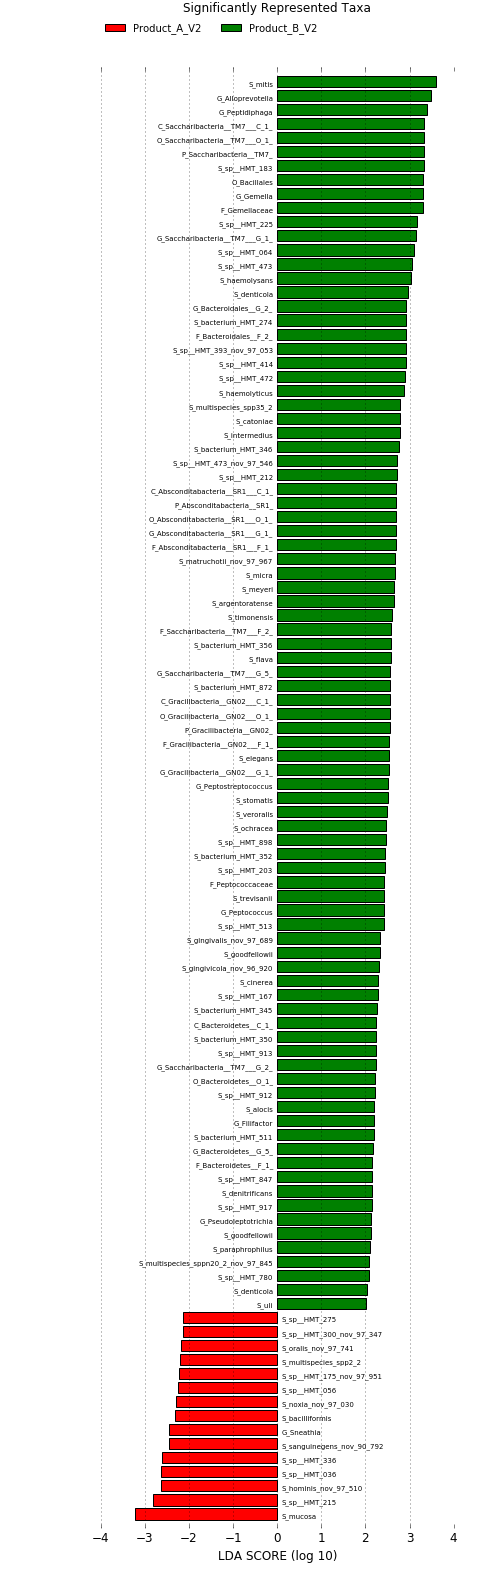 Significantly Represented Taxa
Product_A_V2 Product_B_V2
S_mitis
G_Alloprevotella
G_Peptidiphaga
C_Saccharibacteria__TM7___C_1_
O_Saccharibacteria__TM7___O_1_
P_Saccharibacteria__TM7_
S_sp__HMT_183
O_Bacillales
G_Gemella
F_Gemellaceae
S_sp__HMT_225
G_Saccharibacteria__TM7___G_1_
S_sp__HMT_064
S_sp__HMT_473
S_haemolysans
S_denticola
G_Bacteroidales__G_2_
S_bacterium_HMT_274
F_Bacteroidales__F_2_
S_sp__HMT_393_nov_97_053
S_sp__HMT_414
S_sp__HMT_472
S_haemolyticus
S_multispecies_spp35_2
S_catoniae
S_intermedius
S_bacterium_HMT_346
S_sp__HMT_473_nov_97_546
S_sp__HMT_212
C_Absconditabacteria__SR1___C_1_
P_Absconditabacteria__SR1_
O_Absconditabacteria__SR1___O_1_
G_Absconditabacteria__SR1___G_1_
F_Absconditabacteria__SR1___F_1_
S_matruchotii_nov_97_967
S_micra
S_meyeri
S_argentoratense
S_timonensis
F_Saccharibacteria__TM7___F_2_
S_bacterium_HMT_356
S_flava
G_Saccharibacteria__TM7___G_5_
S_bacterium_HMT_872
C_Gracilibacteria__GN02___C_1_
O_Gracilibacteria__GN02___O_1_
P_Gracilibacteria__GN02_
F_Gracilibacteria__GN02___F_1_
S_elegans
G_Gracilibacteria__GN02___G_1_
G_Peptostreptococcus
S_stomatis
S_veroralis
S_ochracea
S_sp__HMT_898
S_bacterium_HMT_352
S_sp__HMT_203
F_Peptococcaceae
S_trevisanii
G_Peptococcus
S_sp__HMT_513
S_gingivalis_nov_97_689
S_goodfellowii
S_gingivicola_nov_96_920
S_cinerea
S_sp__HMT_167
S_bacterium_HMT_345
C_Bacteroidetes__C_1_
S_bacterium_HMT_350
S_sp__HMT_913
G_Saccharibacteria__TM7___G_2_
O_Bacteroidetes__O_1_
S_sp__HMT_912
S_alocis
G_Filifactor
S_bacterium_HMT_511
G_Bacteroidetes__G_5_
F_Bacteroidetes__F_1_
S_sp__HMT_847
S_denitrificans
S_sp__HMT_917
G_Pseudoleptotrichia
S_goodfellowii
S_paraphrophilus
S_multispecies_sppn20_2_nov_97_845
S_sp__HMT_780
S_denticola
S_uli
S_sp__HMT_275
S_sp__HMT_300_nov_97_347
S_oralis_nov_97_741
S_multispecies_spp2_2
S_sp__HMT_175_nov_97_951
S_sp__HMT_056
S_noxia_nov_97_030
S_bacilliformis
G_Sneathia
S_sanguinegens_nov_90_792
S_sp__HMT_336
S_sp__HMT_036
S_hominis_nov_97_510
S_sp__HMT_215
S_mucosa
−4 −3 −2 −1 0 1 2 3 4
LDA SCORE (log 10)